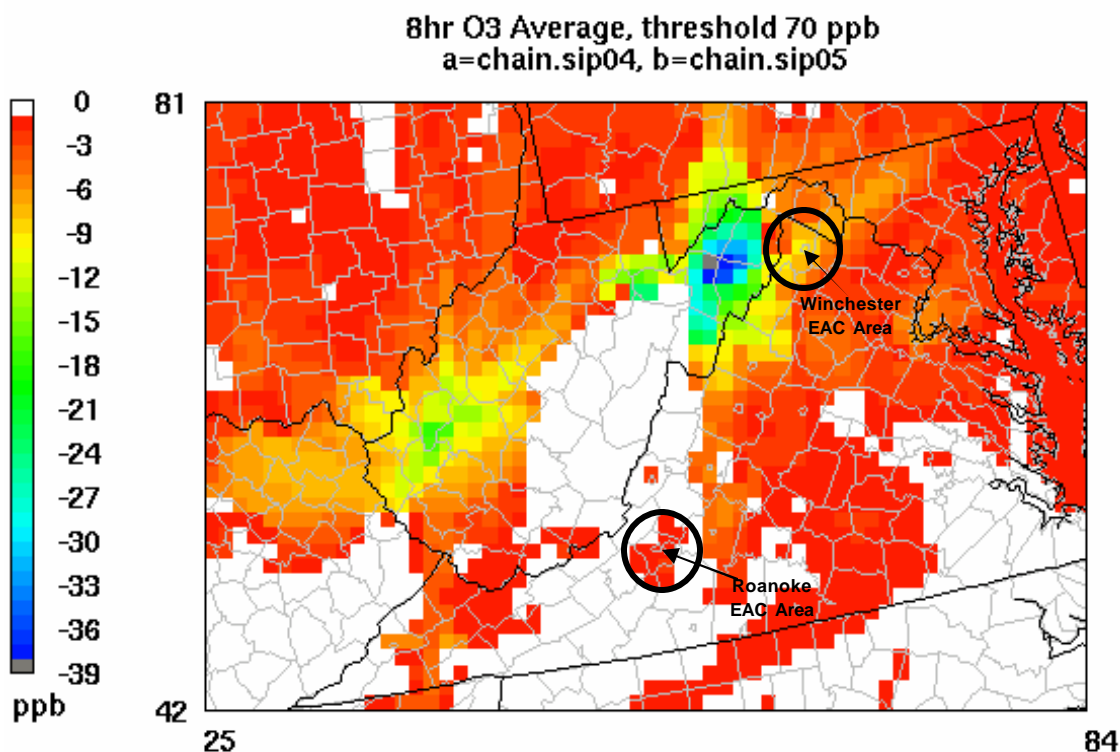 8hr O3 Average, threshold 70 ppb
a=chain.sip04, b=chain.sip05
0
-3
-6
-9
-12
-15
-18
-21
-24
-27
-30
-33
-36
-39
ppb
81
42
25
84
Winchester
EAC Area
Roanoke
EAC Area